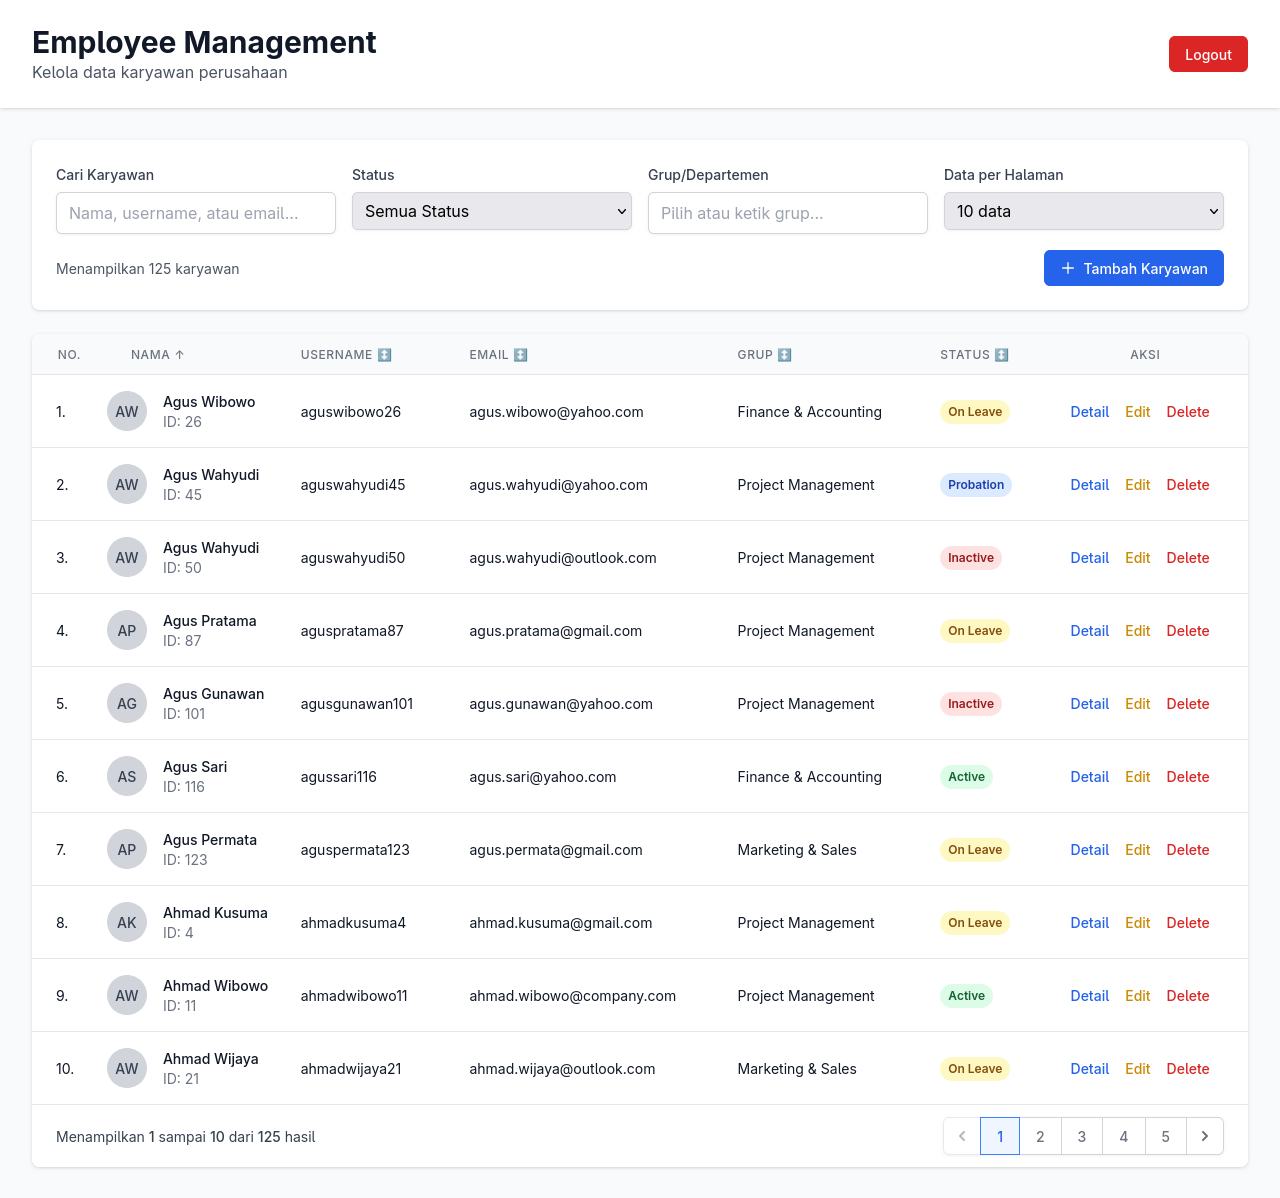 Employee Management
Kelola data karyawan perusahaan
Logout
Cari Karyawan Status Grup/Departemen Data per Halaman
Nama, username, atau email... Semua Status Pilih atau ketik grup... 10 data
Menampilkan 125 karyawan + Tambah Karyawan
NO. NAMA ↑ USERNAME ↕️ EMAIL ↕️ GRUP ↕️ STATUS ↕️ AKSI
1. AW Agus Wibowo aguswibowo26 agus.wibowo@yahoo.com Finance & Accounting On Leave Detail Edit Delete
ID: 26
2. AW Agus Wahyudi aguswahyudi45 agus.wahyudi@yahoo.com Project Management Probation Detail Edit Delete
ID: 45
3. AW Agus Wahyudi aguswahyudi50 agus.wahyudi@outlook.com Project Management Inactive Detail Edit Delete
ID: 50
4. AP Agus Pratama aguspratama87 agus.pratama@gmail.com Project Management On Leave Detail Edit Delete
ID: 87
5. AG Agus Gunawan agusgunawan101 agus.gunawan@yahoo.com Project Management Inactive Detail Edit Delete
ID: 101
6. AS Agus Sari agussari116 agus.sari@yahoo.com Finance & Accounting Active Detail Edit Delete
ID: 116
7. AP Agus Permata aguspermata123 agus.permata@gmail.com Marketing & Sales On Leave Detail Edit Delete
ID: 123
8. AK Ahmad Kusuma ahmadkusuma4 ahmad.kusuma@gmail.com Project Management On Leave Detail Edit Delete
ID: 4
9. AW Ahmad Wibowo ahmadwibowo11 ahmad.wibowo@company.com Project Management Active Detail Edit Delete
ID: 11
10. AW Ahmad Wijaya ahmadwijaya21 ahmad.wijaya@outlook.com Marketing & Sales On Leave Detail Edit Delete
ID: 21
Menampilkan 1 sampai 10 dari 125 hasil 1 2 3 4 5